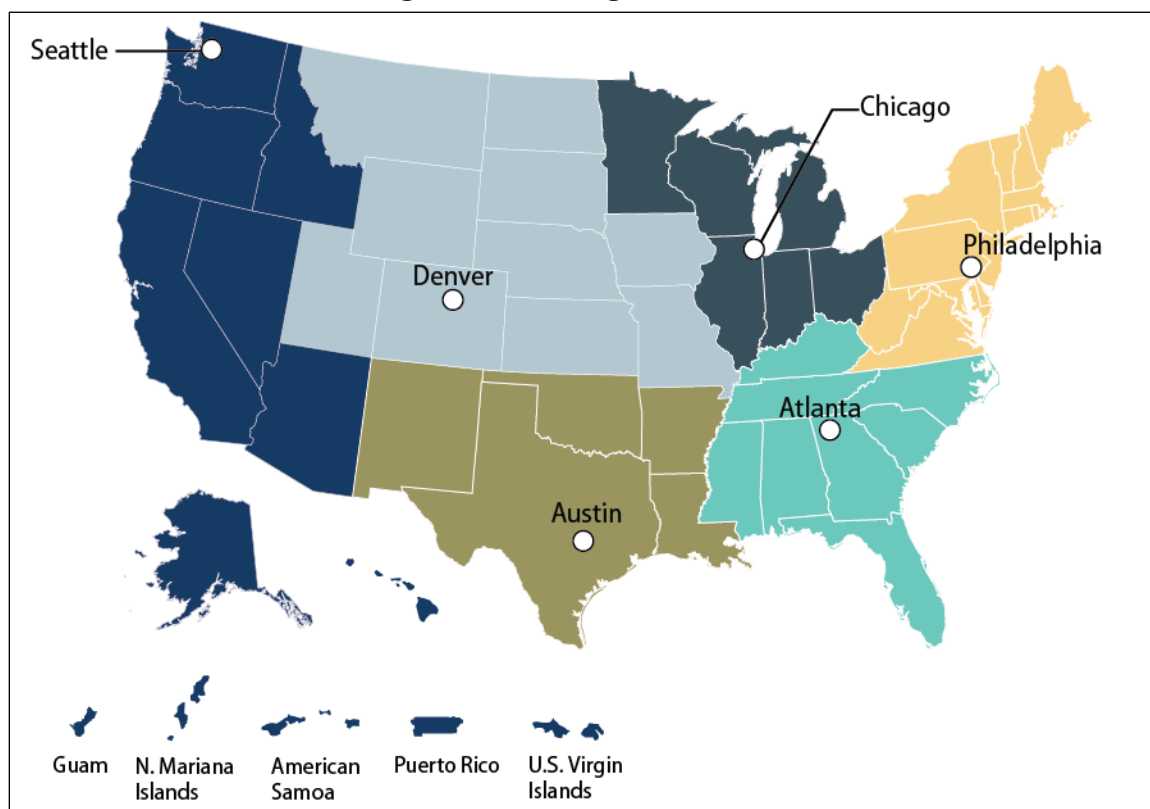 Seattle
Chicago
Philadelphia
Denver
Atlanta
Austin
Guam
N. Mariana
Islands
American
Samoa
Puerto Rico
U.S. Virgin
Islands